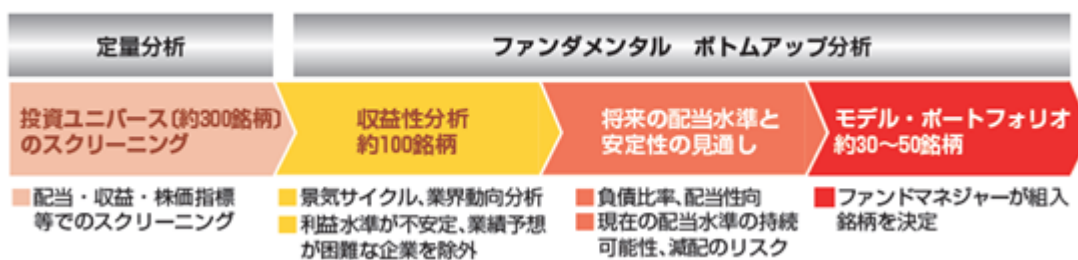 定量分析
ファンダメンタル ボトムアップ分析
投資ユニバース(約300銘柄)
のスクリーニング
収益性分析
約100銘柄
将来の配当水準と
安定性の見通し
モデル・ポートフォリオ
約30～50銘柄
配当・収益・株価指標
等でのスクリーニング
景気サイクル、業界動向分析
利益水準が不安定、業績予想
が困難な企業を除外
負債比率、配当性向
現在の配当水準の持続
可能性、減配のリスク
ファンドマネジャーが組入
銘柄を決定